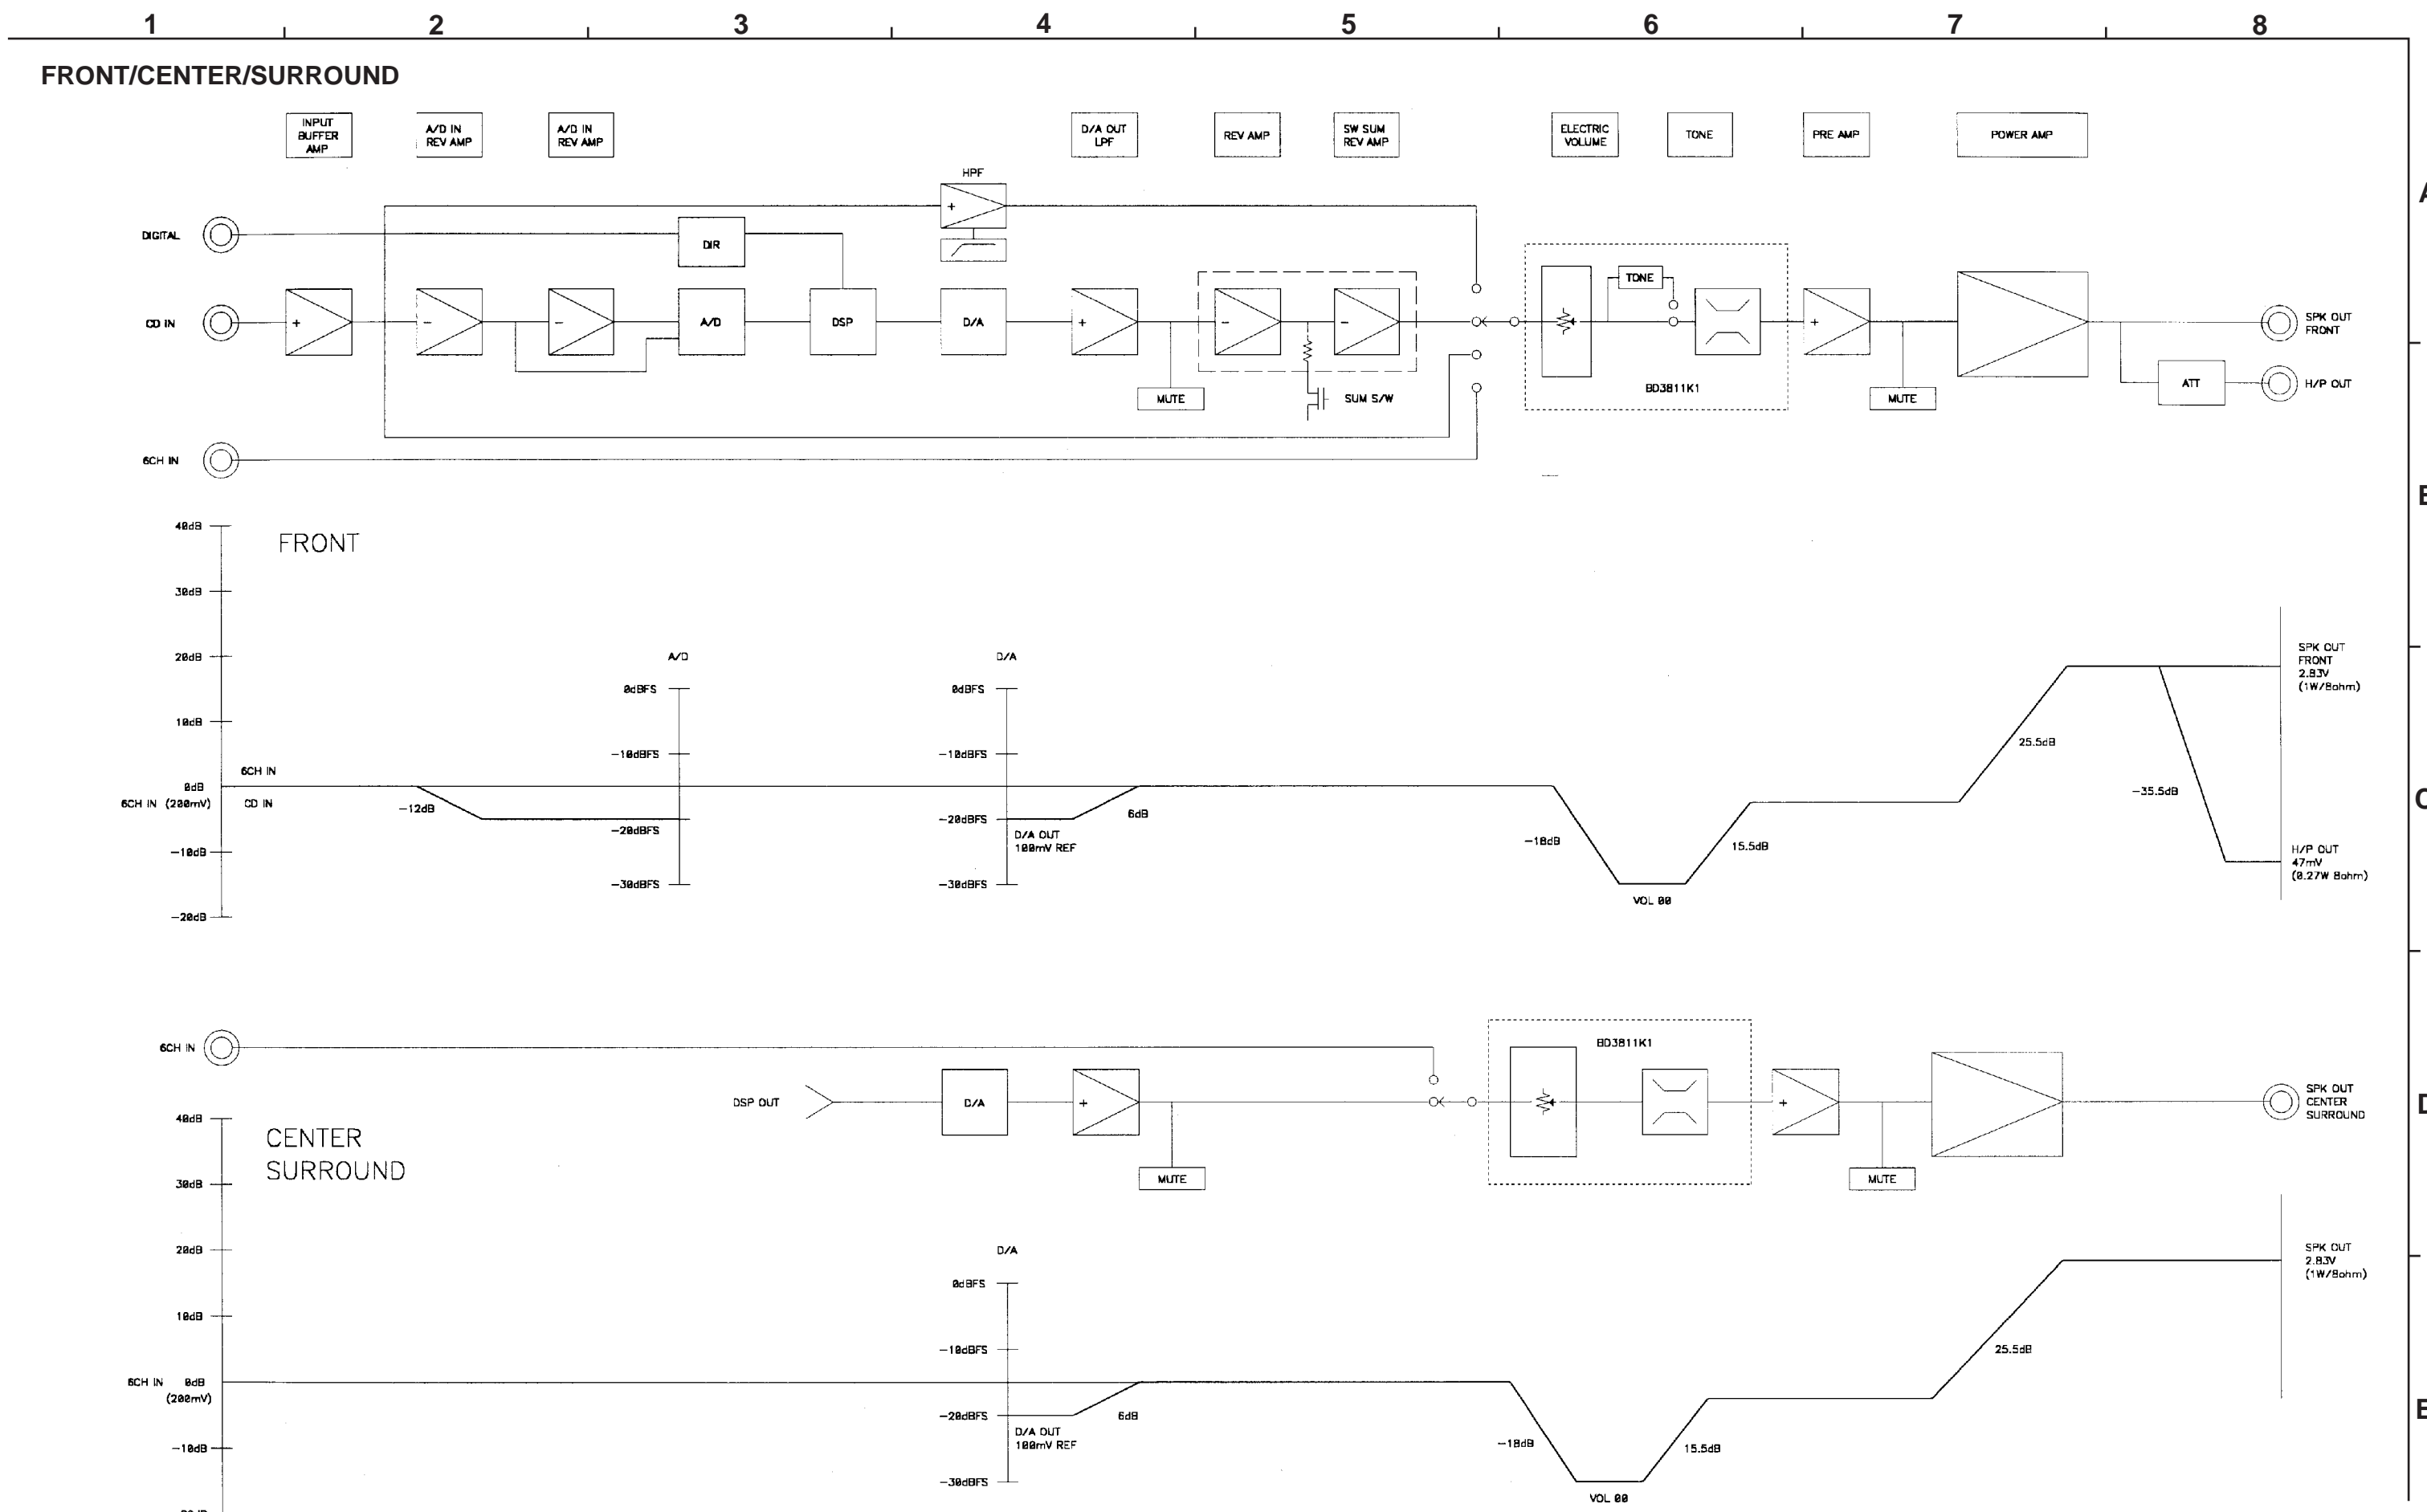 1 2 3 4 5 6 7 8
FRONT/CENTER/SURROUND
INPUT
BUFFER
AMP
A/D IN
REV AMP
A/D IN
REV AMP
D/A OUT
LPF
REV AMP
SW SUM
REV AMP
ELECTRIC
VOLUME
TONE
PRE AMP
POWER AMP
HPF
+
DIGITAL
DIR
TONE
CD IN
+
−
−
A/D
DSP
D/A
+
−
−
+
SPK OUT
FRONT
MUTE
SUM S/W
BD3811K1
MUTE
ATT
H/P OUT
6CH IN
A
B
C
D
E
FRONT
40dB
30dB
20dB
10dB
0dB
6CH IN (200mV)
−10dB
−20dB
6CH IN
CD IN
−12dB
A/D
0dBFS
−10dBFS
−20dBFS
−30dBFS
D/A
0dBFS
−10dBFS
−20dBFS
−30dBFS
D/A OUT
100mV REF
6dB
−18dB
VOL 00
15.5dB
25.5dB
−35.5dB
SPK OUT
FRONT
2.83V
(1W/8ohm)
H/P OUT
47mV
(0.27W 8ohm)
6CH IN
DSP OUT
D/A
+
MUTE
BD3811K1
+
MUTE
SPK OUT
CENTER
SURROUND
CENTER
SURROUND
40dB
30dB
20dB
10dB
6CH IN 0dB
(200mV)
−10dB
D/A
0dBFS
−10dBFS
−20dBFS
−30dBFS
D/A OUT
100mV REF
6dB
−18dB
VOL 00
15.5dB
25.5dB
SPK OUT
2.83V
(1W/8ohm)